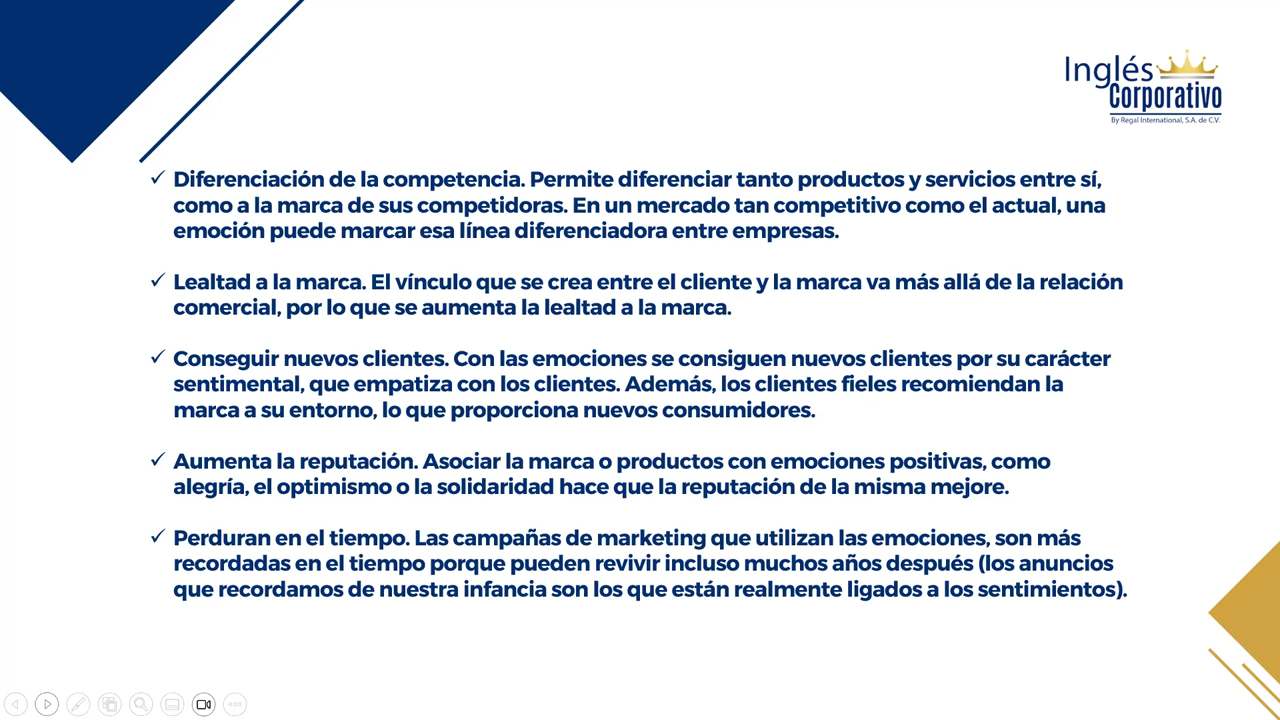 Inglés
Corporativo
By Regal International, S.A. de C.V.
✓ Diferenciación de la competencia. Permite diferenciar tanto productos y servicios entre sí,
como a la marca de sus competidoras. En un mercado tan competitivo como el actual, una
emoción puede marcar esa línea diferenciadora entre empresas.
✓ Lealtad a la marca. El vínculo que se crea entre el cliente y la marca va más allá de la relación
comercial, por lo que se aumenta la lealtad a la marca.
✓ Conseguir nuevos clientes. Con las emociones se consiguen nuevos clientes por su carácter
sentimental, que empatiza con los clientes. Además, los clientes fieles recomiendan la
marca a su entorno, lo que proporciona nuevos consumidores.
✓ Aumenta la reputación. Asociar la marca o productos con emociones positivas, como
alegría, el optimismo o la solidaridad hace que la reputación de la misma mejore.
✓ Perduran en el tiempo. Las campañas de marketing que utilizan las emociones, son más
recordadas en el tiempo porque pueden revivir incluso muchos años después (los anuncios
que recordamos de nuestra infancia son los que están realmente ligados a los sentimientos).